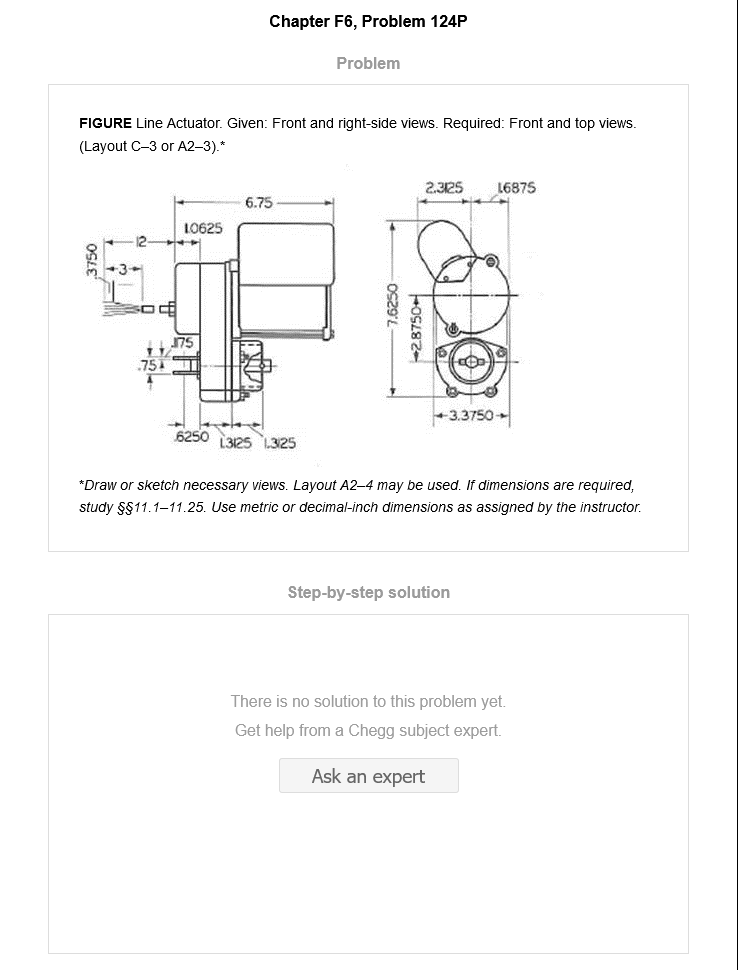 Chapter F6, Problem 124P
Problem
FIGURE Line Actuator. Given: Front and right-side views. Required: Front and top views.
(Layout C–3 or A2–3).*
2.3125
1.6875
6.75
1.0625
12
.3750
3
7.6250
2.8750
.1175
.75
3.3750
.6250
1.3125
1.3125
*Draw or sketch necessary views. Layout A2–4 may be used. If dimensions are required,
study §§11.1–11.25. Use metric or decimal-inch dimensions as assigned by the instructor.
Step-by-step solution
There is no solution to this problem yet.
Get help from a Chegg subject expert.
Ask an expert